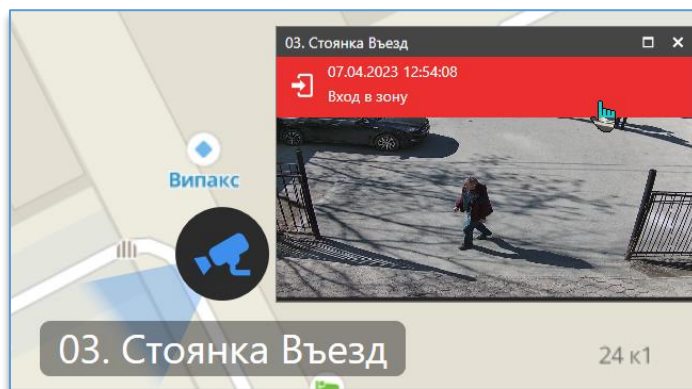 03. Стоянка Въезд
07.04.2023 12:54:08
Вход в зону
Випакс
03. Стоянка Въезд
24 к1